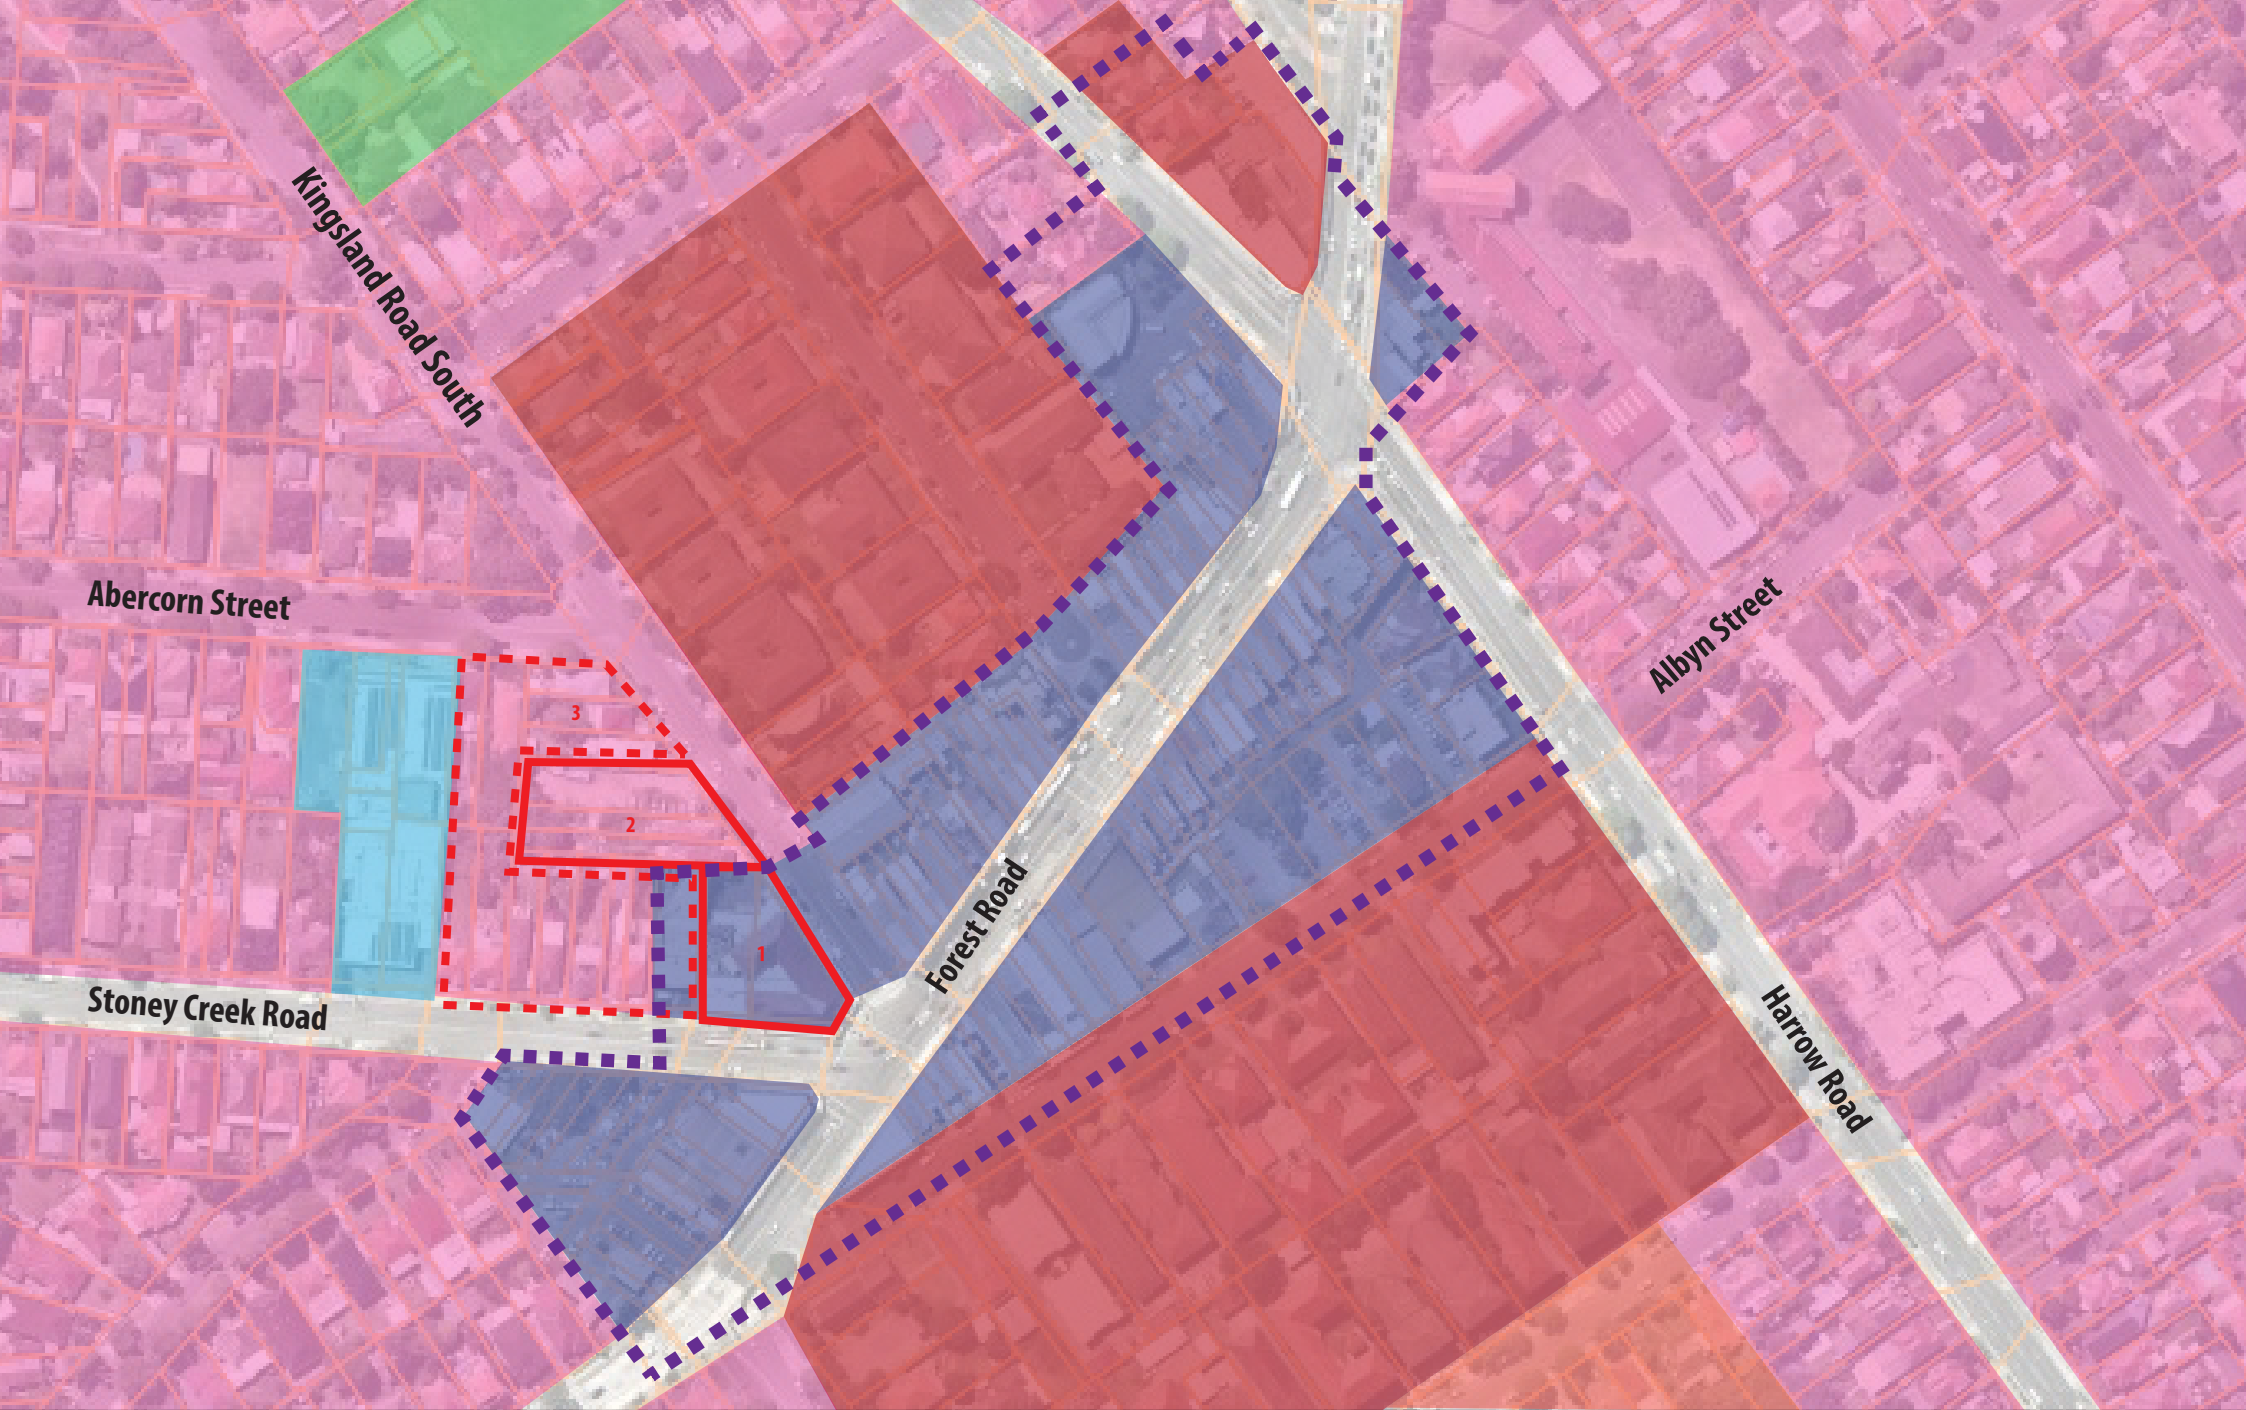 Kingsland Road South
Abercorn Street
Albyn Street
3
2
1
Forest Road
Stoney Creek Road
Harrow Road